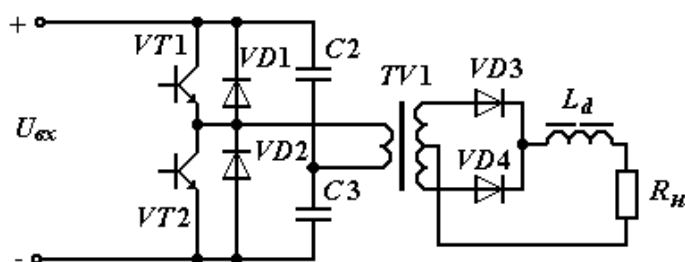 +
VT1
VD1
C2
TV1
VD3
L_d
U_вх
VD2
VD4
C3
VT2
R_н
-